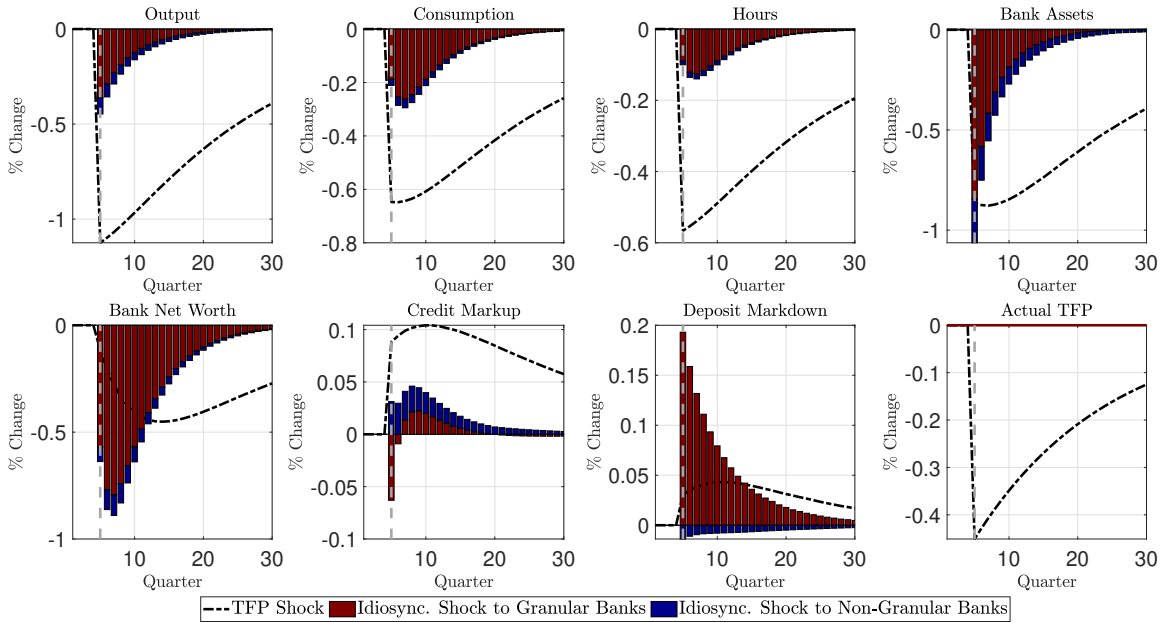 Output Consumption Hours Bank Assets
0 0 0 0
-0.5 -0.2 -0.2 -0.5
-1 -0.4 -0.4 -1
-0.6 -0.6
-0.8
% Change % Change % Change % Change
10 20 30 10 20 30 10 20 30 10 20 30
Quarter Quarter Quarter Quarter
Bank Net Worth Credit Markup Deposit Markdown Actual TFP
0 0.1 0.2 0
-0.5 0.05 0.15 -0.1
-1 0 0.1 -0.2
-0.05 0.05 -0.3
-0.1 0 -0.4
% Change % Change % Change % Change
10 20 30 10 20 30 10 20 30 10 20 30
Quarter Quarter Quarter Quarter
TFP Shock Idiosync. Shock to Granular Banks Idiosync. Shock to Non-Granular Banks